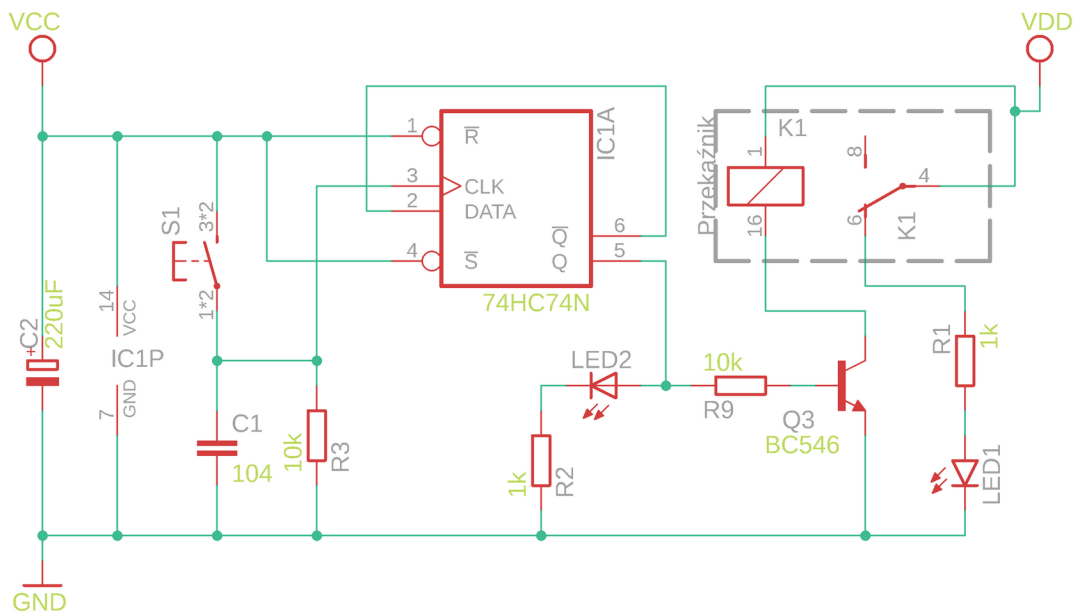 VCC
VDD
1
R
IC1A
3
CLK
2
DATA
6
Q
5
Q
4
S
74HC74N
Przekaźnik
K1
1
16
8
4
6
K1
S1
3*2
1*2
C2
+
220uF
14
VCC
IC1P
7
GND
C1
104
10k
R3
LED2
1k
R2
10k
R9
Q3
BC546
R1
1k
LED1
GND